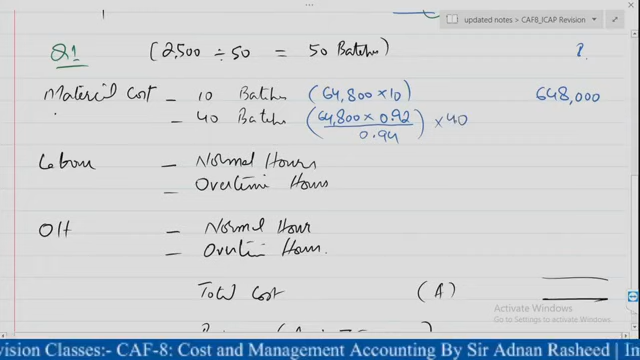 updated notes > CAF8_ICAP Revision
Q1 (2,500 ÷ 50 = 50 Batches) ?
Material Cost – 10 Batches (64,800 × 10) 648,000
– 40 Batches (64,800 × 0.92 / 0.94) × 40
Labour – Normal Hours
– Overtime Hours
OH – Normal Hour
– Overtime Hours.
Total Cost (A)
Activate Windows
Go to Settings to activate Windows.
vision Classes:- CAF-8: Cost and Management Accounting By Sir Adnan Rasheed | In